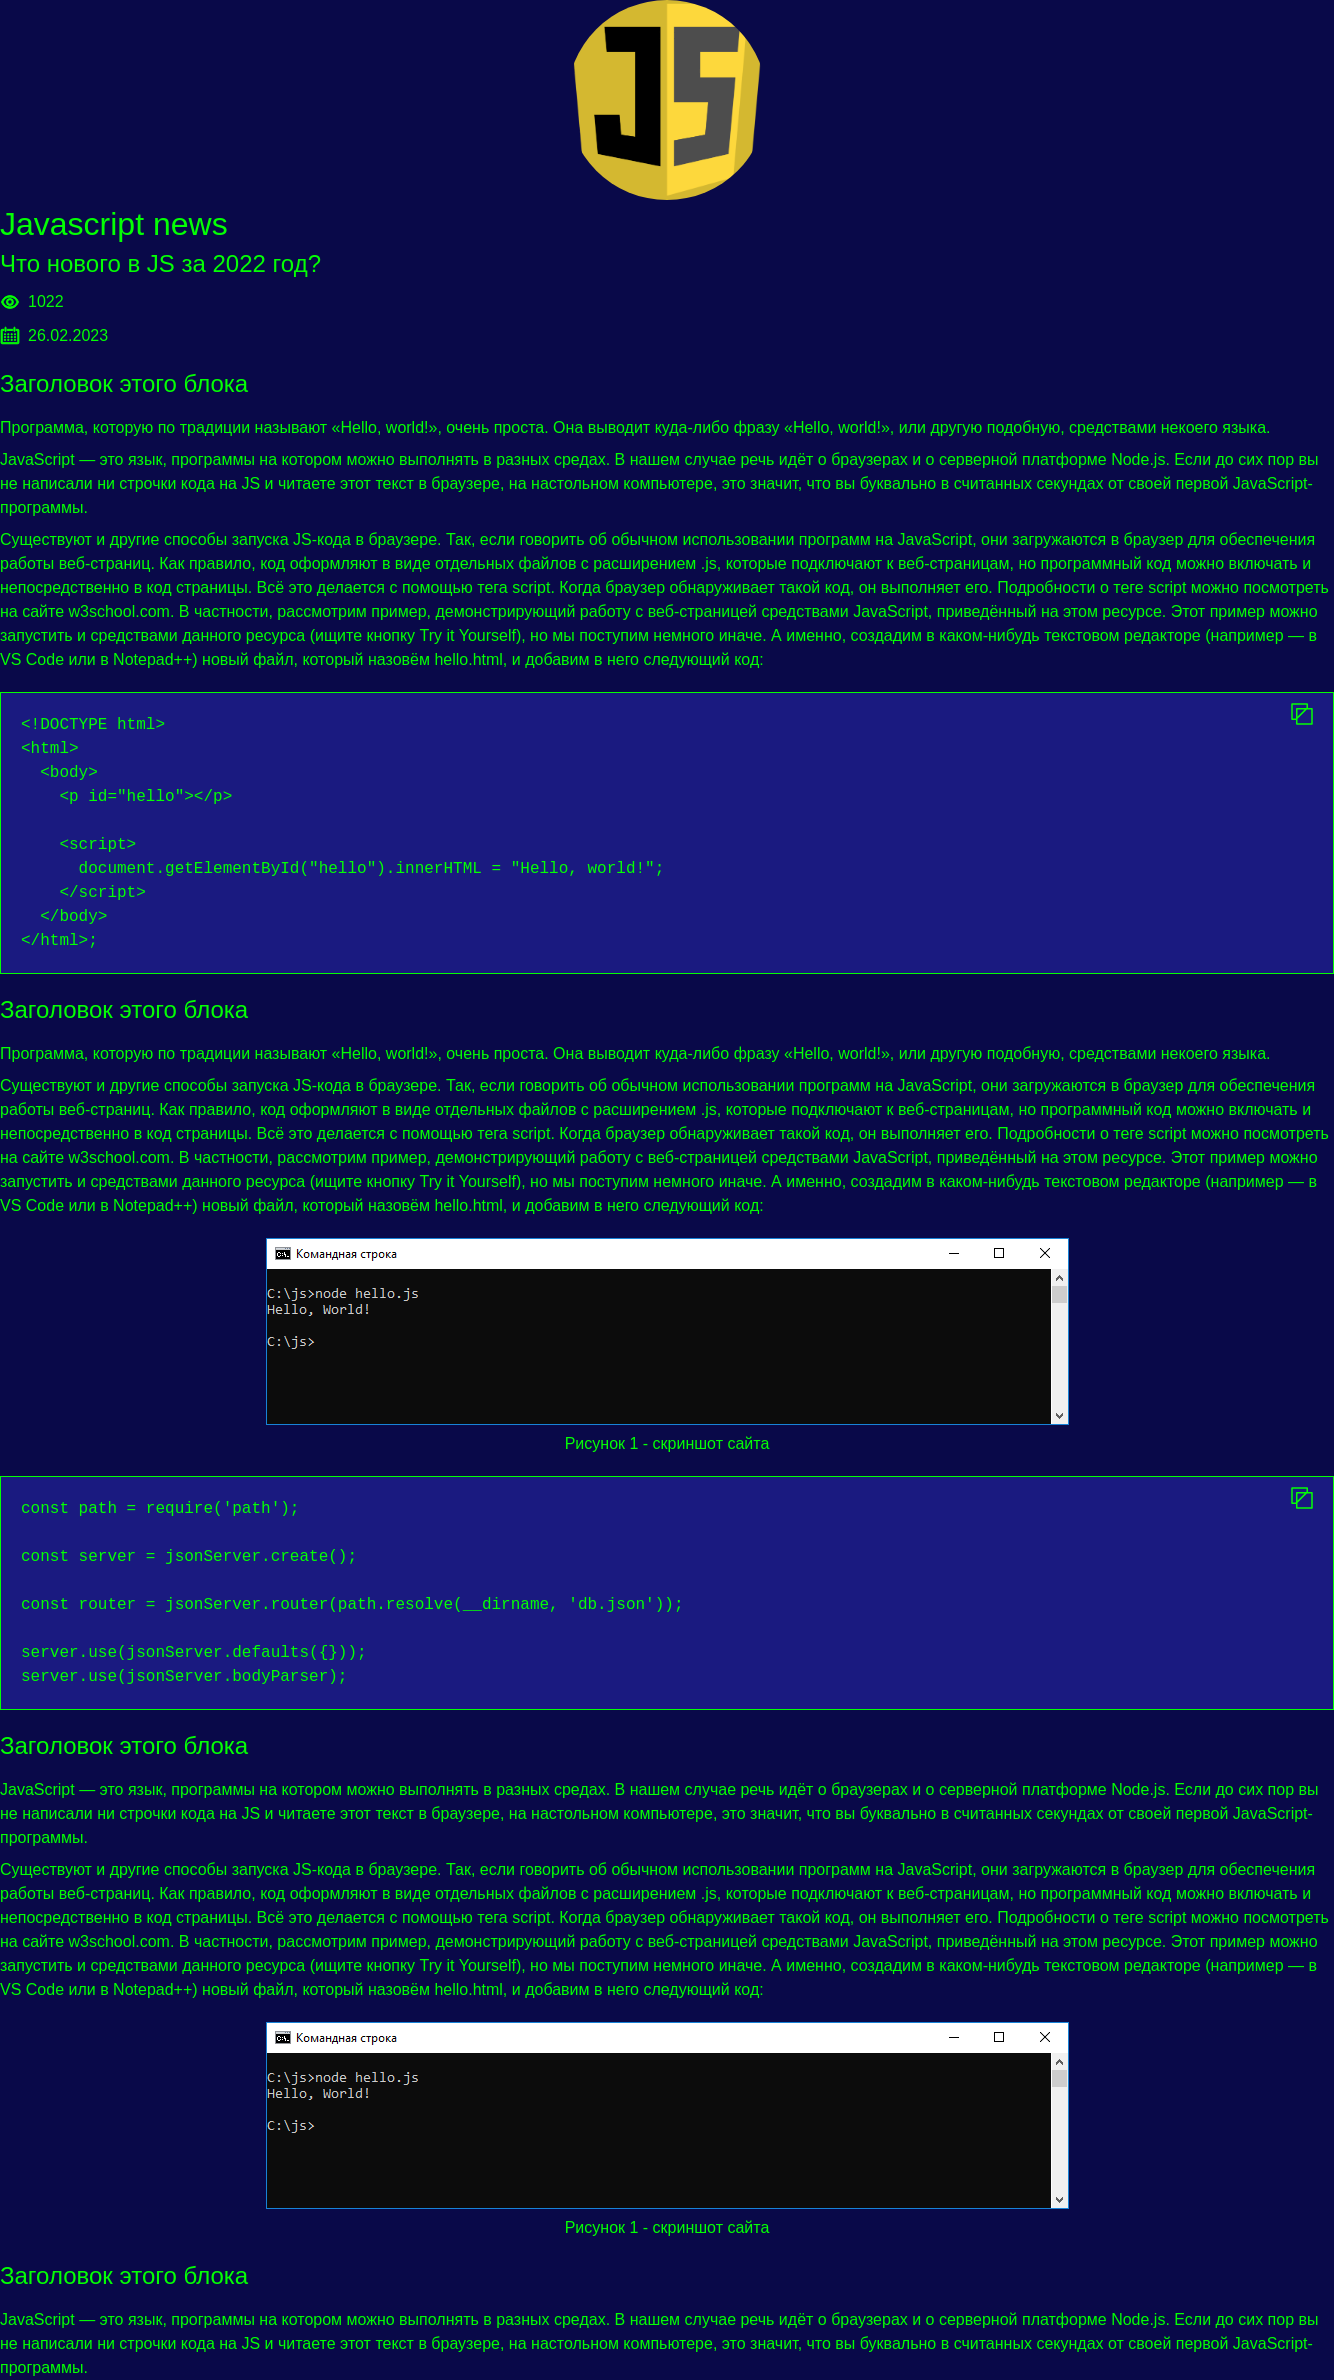 JS
Javascript news
Что нового в JS за 2022 год?
1022
26.02.2023
Заголовок этого блока
Программа, которую по традиции называют «Hello, world!», очень проста. Она выводит куда-либо фразу «Hello, world!», или другую подобную, средствами некоего языка.
JavaScript — это язык, программы на котором можно выполнять в разных средах. В нашем случае речь идёт о браузерах и о серверной платформе Node.js. Если до сих пор вы
не написали ни строчки кода на JS и читаете этот текст в браузере, на настольном компьютере, это значит, что вы буквально в считанных секундах от своей первой JavaScript-
программы.
Существуют и другие способы запуска JS-кода в браузере. Так, если говорить об обычном использовании программ на JavaScript, они загружаются в браузер для обеспечения
работы веб-страниц. Как правило, код оформляют в виде отдельных файлов с расширением .js, которые подключают к веб-страницам, но программный код можно включать и
непосредственно в код страницы. Всё это делается с помощью тега script. Когда браузер обнаруживает такой код, он выполняет его. Подробности о теге script можно посмотреть
на сайте w3school.com. В частности, рассмотрим пример, демонстрирующий работу с веб-страницей средствами JavaScript, приведённый на этом ресурсе. Этот пример можно
запустить и средствами данного ресурса (ищите кнопку Try it Yourself), но мы поступим немного иначе. А именно, создадим в каком-нибудь текстовом редакторе (например — в
VS Code или в Notepad++) новый файл, который назовём hello.html, и добавим в него следующий код:
<!DOCTYPE html>
<html>
  <body>
    <p id="hello"></p>

    <script>
      document.getElementById("hello").innerHTML = "Hello, world!";
    </script>
  </body>
</html>;
Заголовок этого блока
Программа, которую по традиции называют «Hello, world!», очень проста. Она выводит куда-либо фразу «Hello, world!», или другую подобную, средствами некоего языка.
Существуют и другие способы запуска JS-кода в браузере. Так, если говорить об обычном использовании программ на JavaScript, они загружаются в браузер для обеспечения
работы веб-страниц. Как правило, код оформляют в виде отдельных файлов с расширением .js, которые подключают к веб-страницам, но программный код можно включать и
непосредственно в код страницы. Всё это делается с помощью тега script. Когда браузер обнаруживает такой код, он выполняет его. Подробности о теге script можно посмотреть
на сайте w3school.com. В частности, рассмотрим пример, демонстрирующий работу с веб-страницей средствами JavaScript, приведённый на этом ресурсе. Этот пример можно
запустить и средствами данного ресурса (ищите кнопку Try it Yourself), но мы поступим немного иначе. А именно, создадим в каком-нибудь текстовом редакторе (например — в
VS Code или в Notepad++) новый файл, который назовём hello.html, и добавим в него следующий код:
Командная строка
C:\js>node hello.js
Hello, World!
C:\js>
Рисунок 1 - скриншот сайта
const path = require('path');

const server = jsonServer.create();

const router = jsonServer.router(path.resolve(__dirname, 'db.json'));

server.use(jsonServer.defaults({}));
server.use(jsonServer.bodyParser);
Заголовок этого блока
JavaScript — это язык, программы на котором можно выполнять в разных средах. В нашем случае речь идёт о браузерах и о серверной платформе Node.js. Если до сих пор вы
не написали ни строчки кода на JS и читаете этот текст в браузере, на настольном компьютере, это значит, что вы буквально в считанных секундах от своей первой JavaScript-
программы.
Существуют и другие способы запуска JS-кода в браузере. Так, если говорить об обычном использовании программ на JavaScript, они загружаются в браузер для обеспечения
работы веб-страниц. Как правило, код оформляют в виде отдельных файлов с расширением .js, которые подключают к веб-страницам, но программный код можно включать и
непосредственно в код страницы. Всё это делается с помощью тега script. Когда браузер обнаруживает такой код, он выполняет его. Подробности о теге script можно посмотреть
на сайте w3school.com. В частности, рассмотрим пример, демонстрирующий работу с веб-страницей средствами JavaScript, приведённый на этом ресурсе. Этот пример можно
запустить и средствами данного ресурса (ищите кнопку Try it Yourself), но мы поступим немного иначе. А именно, создадим в каком-нибудь текстовом редакторе (например — в
VS Code или в Notepad++) новый файл, который назовём hello.html, и добавим в него следующий код:
Командная строка
C:\js>node hello.js
Hello, World!
C:\js>
Рисунок 1 - скриншот сайта
Заголовок этого блока
JavaScript — это язык, программы на котором можно выполнять в разных средах. В нашем случае речь идёт о браузерах и о серверной платформе Node.js. Если до сих пор вы
не написали ни строчки кода на JS и читаете этот текст в браузере, на настольном компьютере, это значит, что вы буквально в считанных секундах от своей первой JavaScript-
программы.